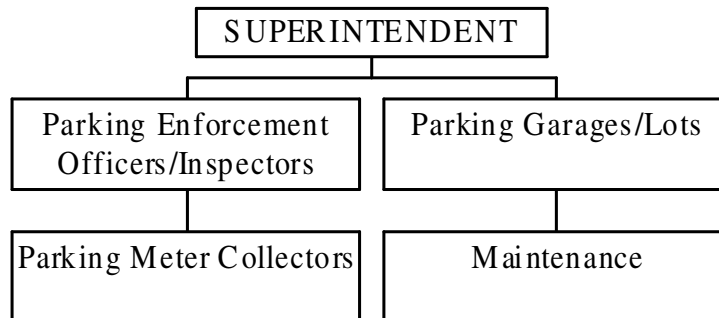 SUPERINTENDENT
Parking Enforcement
Officers/Inspectors
Parking Garages/Lots
Parking Meter Collectors
Maintenance